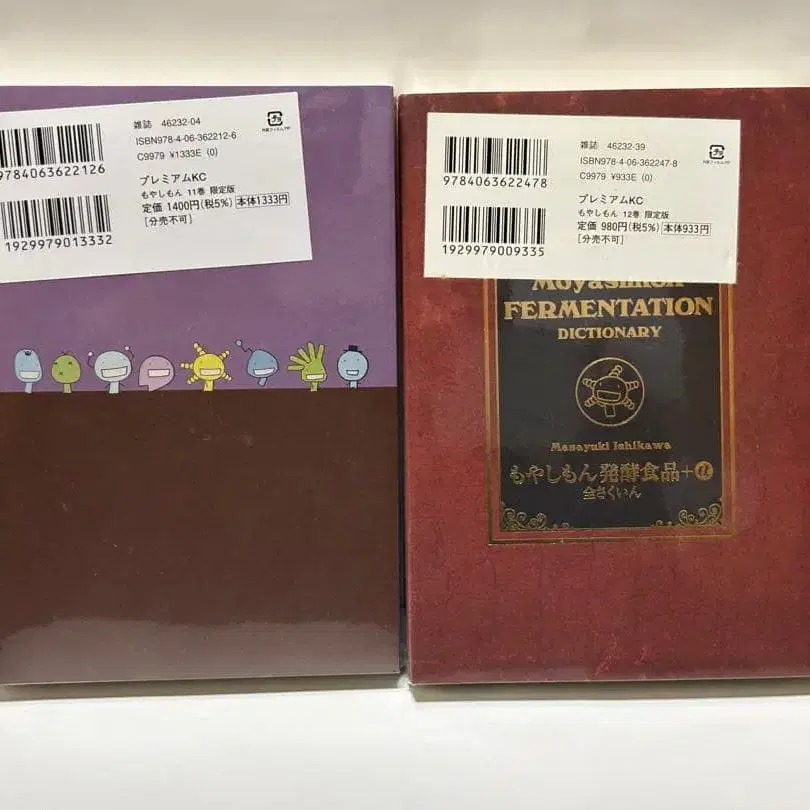 雑誌 46232-04
ISBN978-4-06-362212-6
C9979 ¥1333E (0)
9784063622126
プレミアムKC
もやしもん 11巻 限定版
定価 1400円(税5%) 本体1333円
[分売不可]
1929979013332
雑誌 46232-39
ISBN978-4-06-362247-8
C9979 ¥933E (0)
9784063622478
プレミアムKC
もやしもん 12巻 限定版
定価 980円(税5%) 本体933円
[分売不可]
1929979009335
Moyasimon
FERMENTATION
DICTIONARY
Masayuki Ishikawa
もやしもん 発酵食品+α
全さくいん